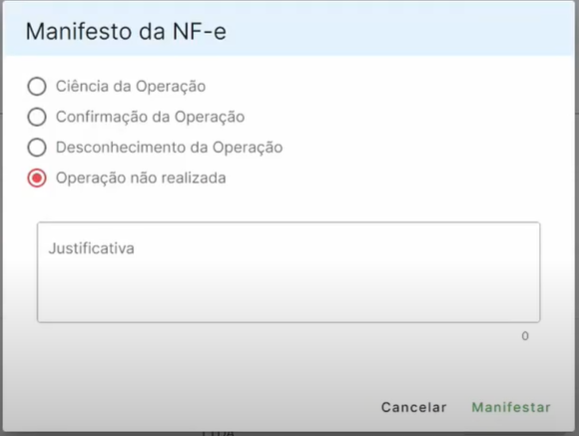 Manifesto da NF-e
Ciência da Operação
Confirmação da Operação
Desconhecimento da Operação
Operação não realizada
Justificativa
0
Cancelar Manifestar